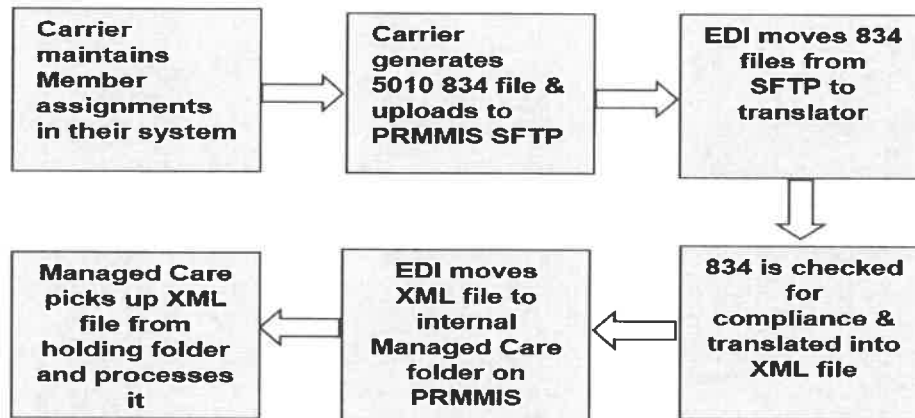 Carrier
maintains
Member
assignments
in their system
Carrier
generates
5010 834 file &
uploads to
PRMMIS SFTP
EDI moves 834
files from
SFTP to
translator
834 is checked
for
compliance &
translated into
XML file
EDI moves
XML file to
internal
Managed Care
folder on
PRMMIS
Managed Care
picks up XML
file from
holding folder
and processes
it